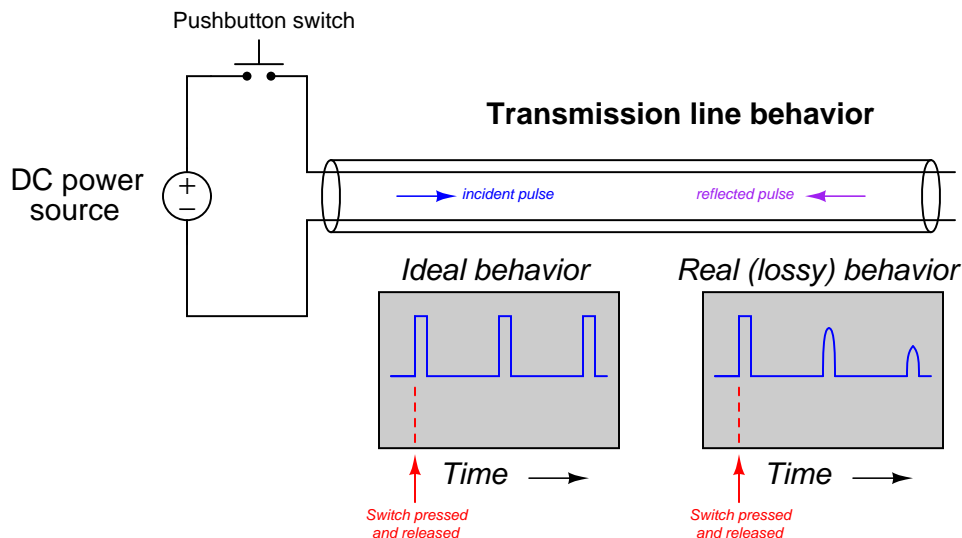 Pushbutton switch
Transmission line behavior
DC power
source
+
−
incident pulse
reflected pulse
Ideal behavior
Real (lossy) behavior
Time
Time
Switch pressed
and released
Switch pressed
and released